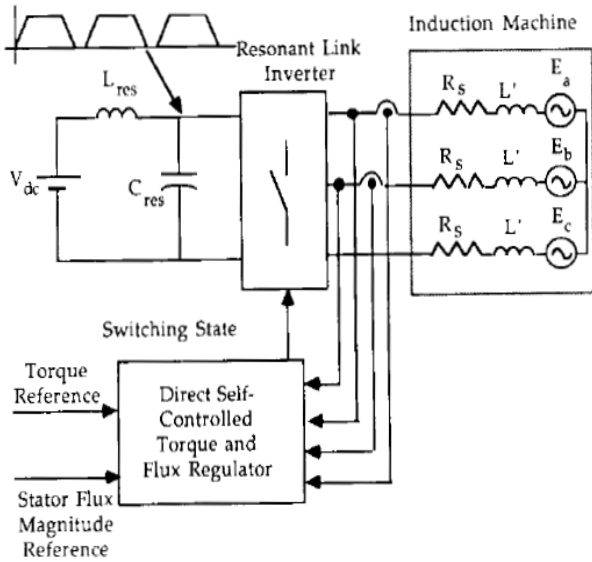 Induction Machine
Resonant Link
Inverter
L_res
R_s L' E_a
V_dc
C_res
R_s L' E_b
R_s L' E_c
Switching State
Torque
Reference
Direct Self-
Controlled
Torque and
Flux Regulator
Stator Flux
Magnitude
Reference